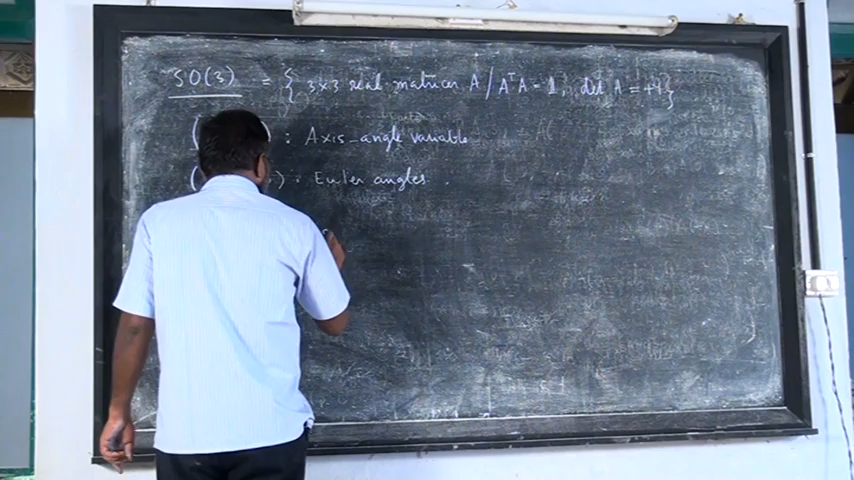 SO(3) = { 3×3 real matrices A / AᵀA = 1, det A = +1 }
( ) : Axis-angle variable
( ) : Euler angles